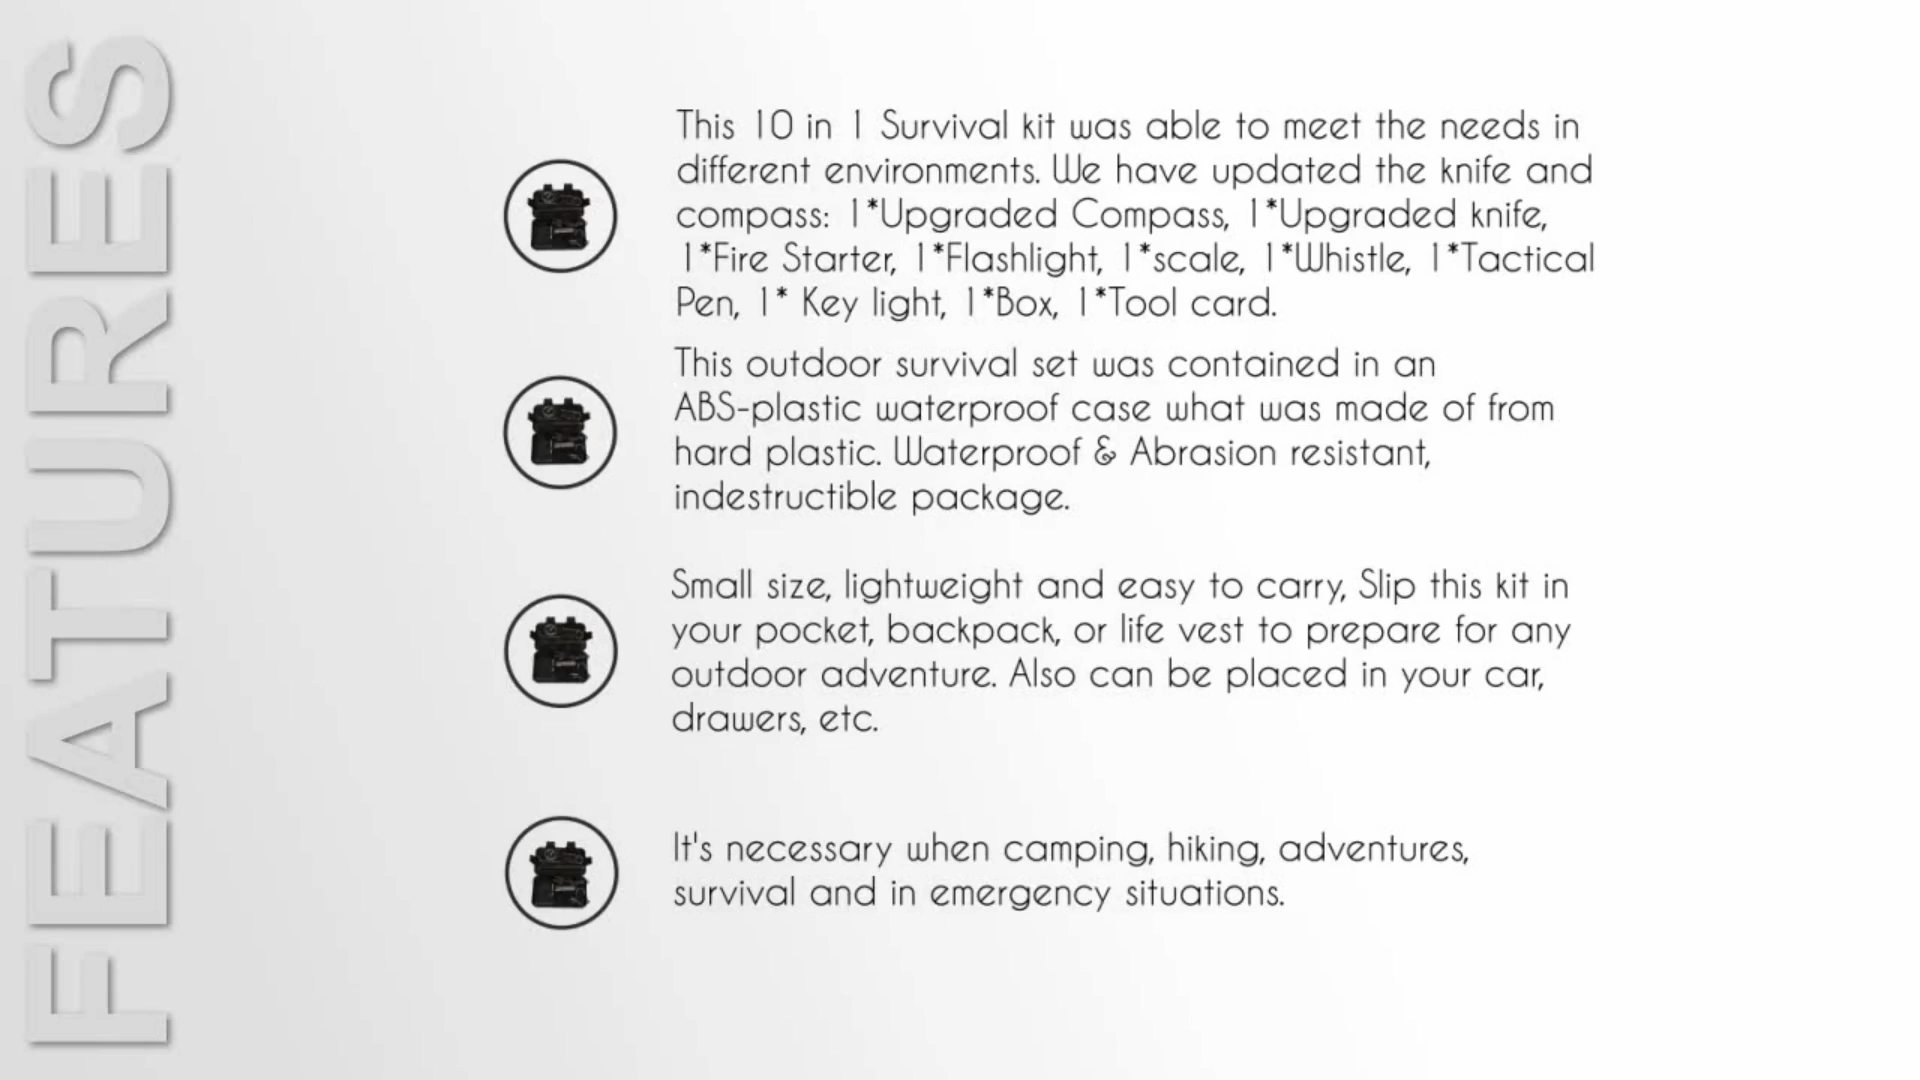 FEATURES
This 10 in 1 Survival kit was able to meet the needs in
different environments. We have updated the knife and
compass: 1*Upgraded Compass, 1*Upgraded knife,
1*Fire Starter, 1*Flashlight, 1*scale, 1*Whistle, 1*Tactical
Pen, 1* Key light, 1*Box, 1*Tool card.
This outdoor survival set was contained in an
ABS-plastic waterproof case what was made of from
hard plastic. Waterproof & Abrasion resistant,
indestructible package.
Small size, lightweight and easy to carry, Slip this kit in
your pocket, backpack, or life vest to prepare for any
outdoor adventure. Also can be placed in your car,
drawers, etc.
It's necessary when camping, hiking, adventures,
survival and in emergency situations.